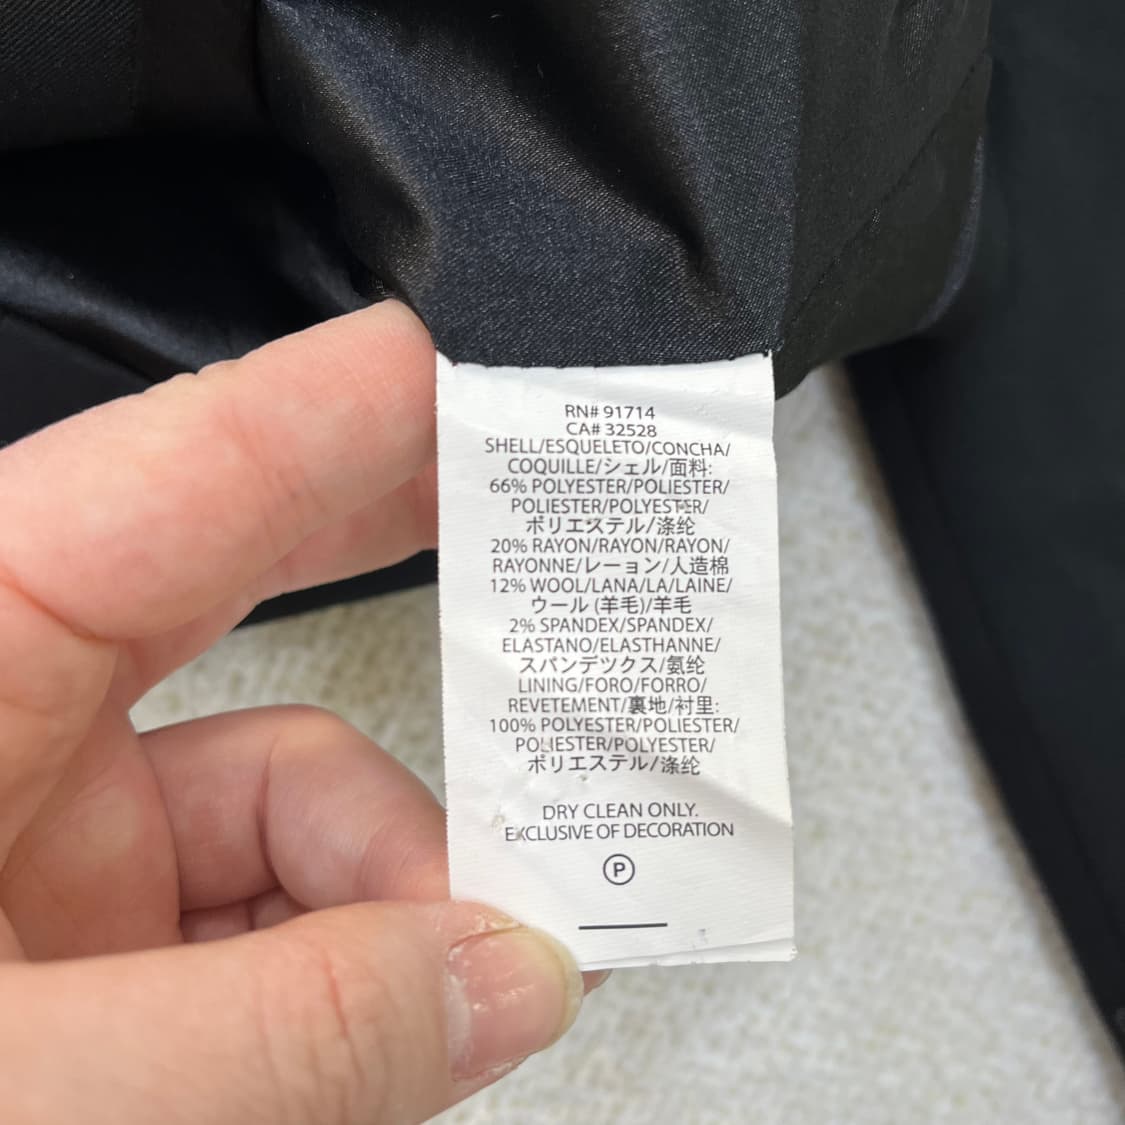 RN# 91714
CA# 32528
SHELL/ESQUELETO/CONCHA/
COQUILLE/シェル/面料:
66% POLYESTER/POLIESTER/
POLIESTER/POLYESTER/
ポリエステル/涤纶
20% RAYON/RAYON/RAYON/
RAYONNE/レーヨン/人造棉
12% WOOL/LANA/LA/LAINE/
ウール (羊毛)/羊毛
2% SPANDEX/SPANDEX/
ELASTANO/ELASTHANNE/
スパンデツクス/氨纶
LINING/FORO/FORRO/
REVETEMENT/裏地/衬里:
100% POLYESTER/POLIESTER/
POLIESTER/POLYESTER/
ポリエステル/涤纶
DRY CLEAN ONLY.
EXCLUSIVE OF DECORATION
P